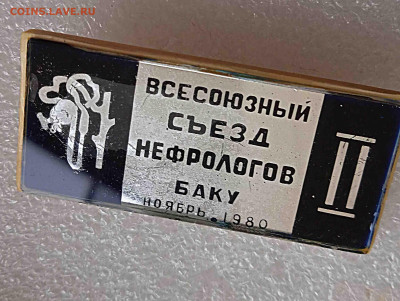 COINS.LAVE.RU
ВСЕСОЮЗНЫЙ
СЪЕЗД
НЕФРОЛОГОВ
БАКУ
НОЯБРЬ.1980
II